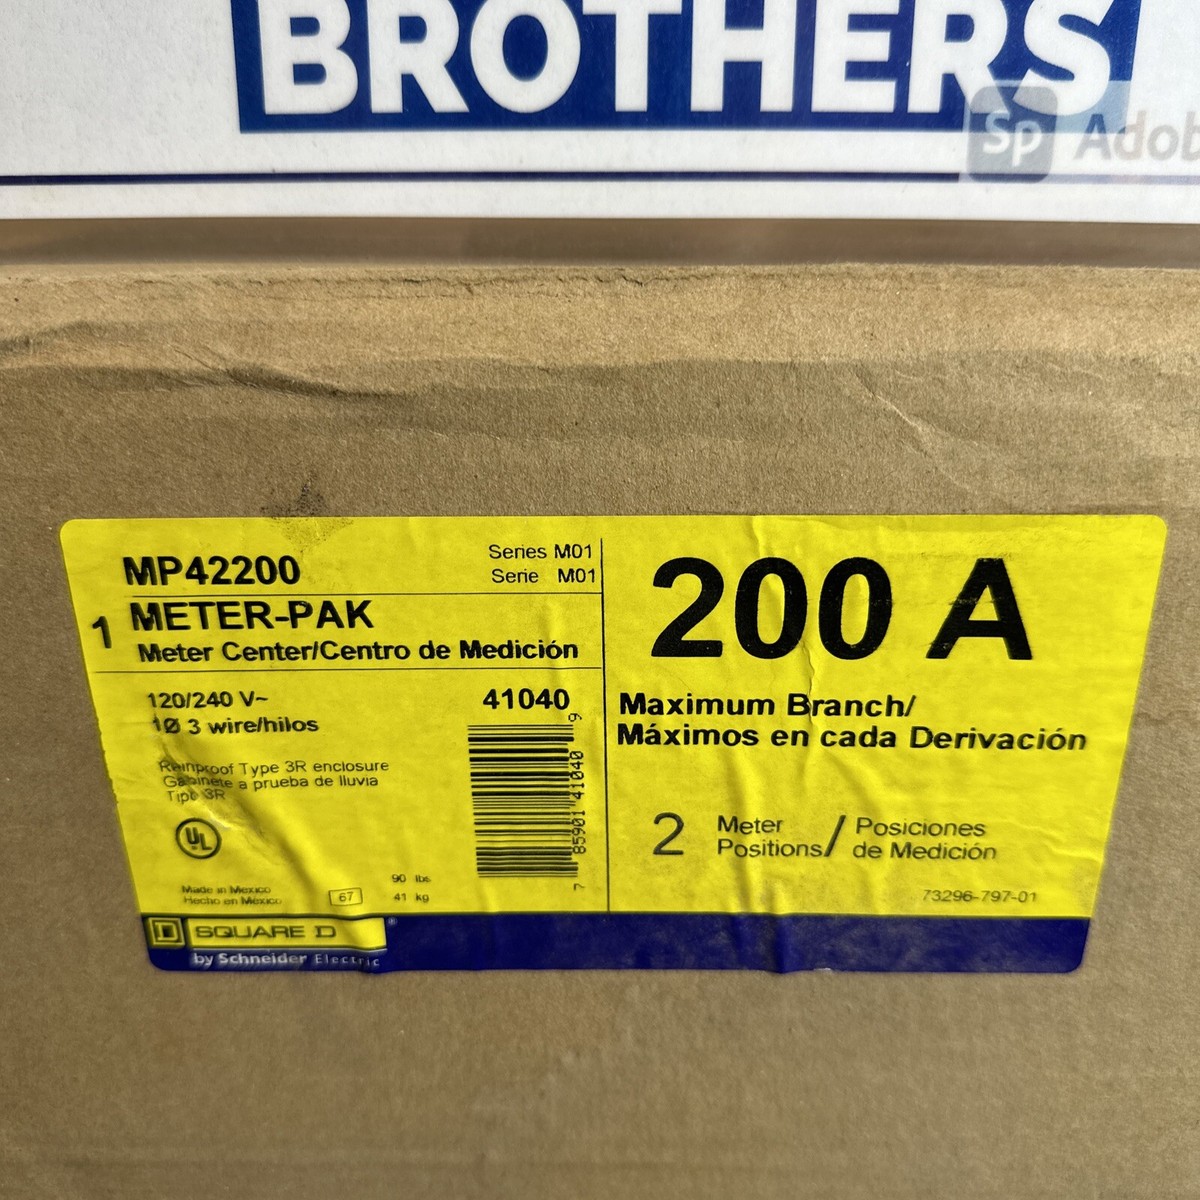 BROTHERS
Sp Adob
MP42200
Series M01
Serie M01
1
METER-PAK
Meter Center/Centro de Medición
120/240 V~
1Ø 3 wire/hilos
41040
Rainproof Type 3R enclosure
Gabinete a prueba de lluvia
Tipo 3R
UL
7 85901 41040 9
90 lbs.
41 kg
Made in Mexico
Hecho en México
67
SQUARE D®
by Schneider Electric
200 A
Maximum Branch/
Máximos en cada Derivación
2 Meter / Posiciones
Positions de Medición
73296-797-01